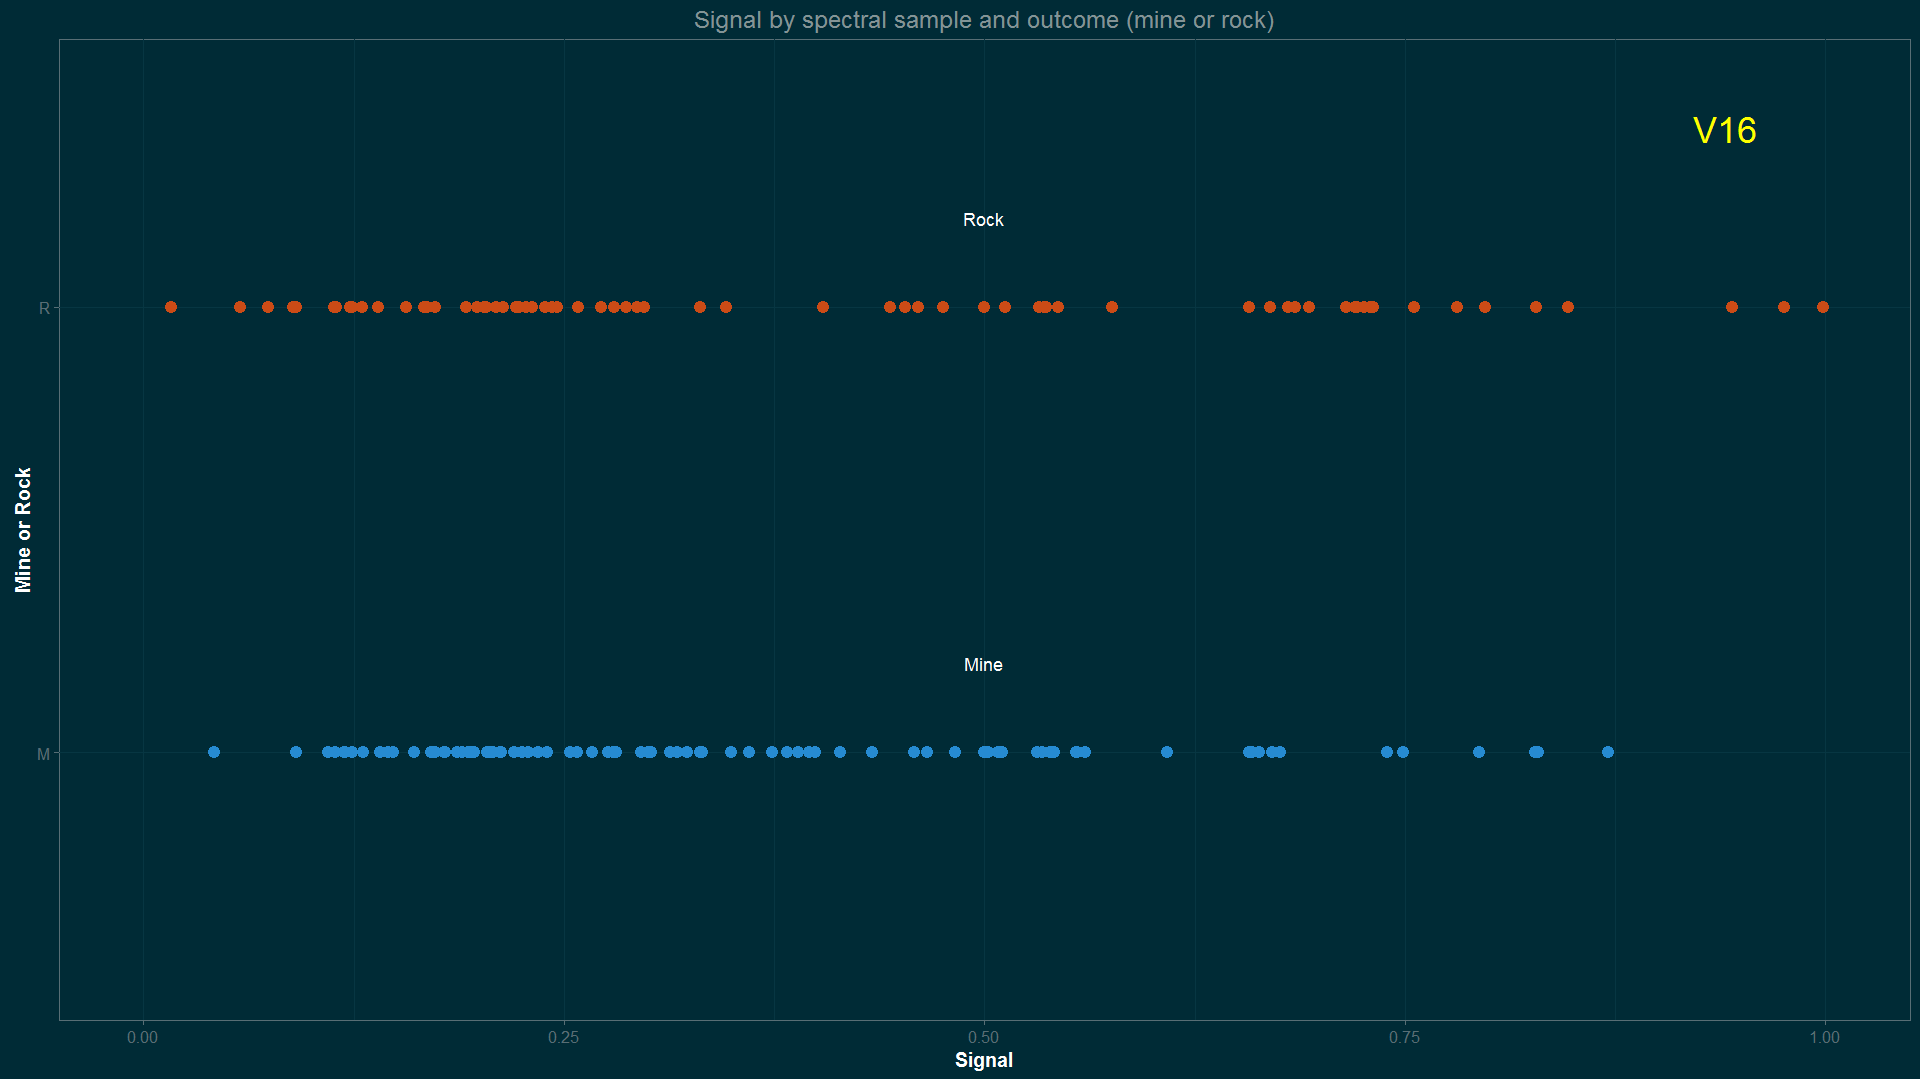 Signal by spectral sample and outcome (mine or rock)
V16
Rock
R
Mine or Rock
Mine
M
0.00 0.25 0.50 0.75 1.00
Signal